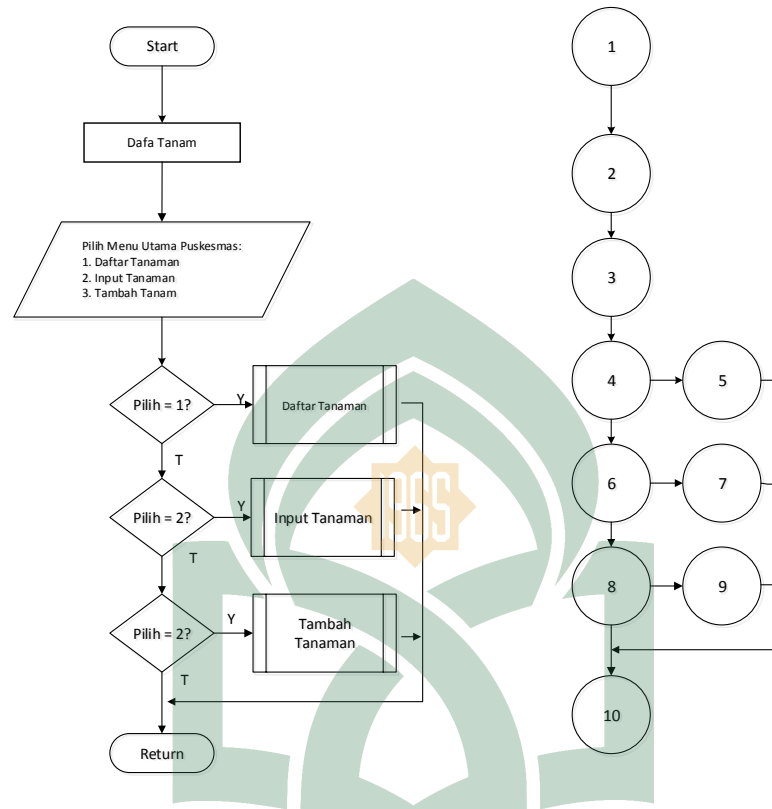 Start
Dafa Tanam
Pilih Menu Utama Puskesmas:
1. Daftar Tanaman
2. Input Tanaman
3. Tambah Tanam
Pilih = 1?
Y
Daftar Tanaman
T
Pilih = 2?
Y
Input Tanaman
T
Pilih = 2?
Y
Tambah
Tanaman
T
Return
1
2
3
4
5
6
7
8
9
10
1965